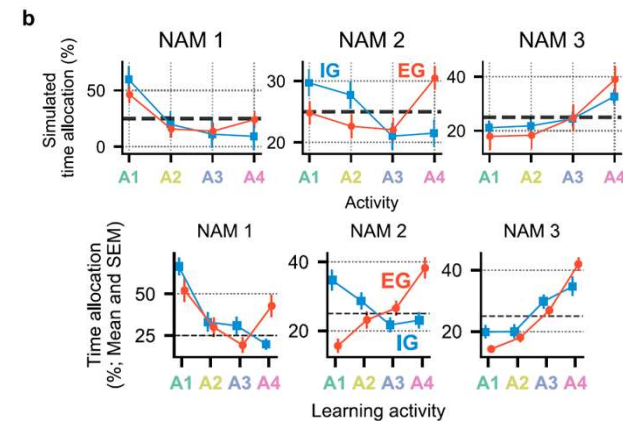 b
NAM 1 NAM 2 NAM 3
Simulated
time allocation (%)
50
0
30
20
40
20
IG EG
A1 A2 A3 A4 A1 A2 A3 A4 A1 A2 A3 A4
Activity
NAM 1 NAM 2 NAM 3
Time allocation
(%; Mean and SEM)
50
25
40
20
40
20
EG
IG
A1 A2 A3 A4 A1 A2 A3 A4 A1 A2 A3 A4
Learning activity